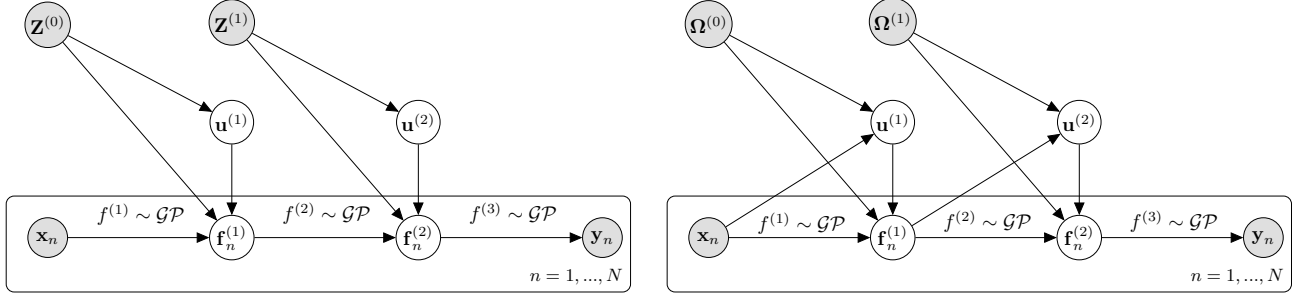 Z^{(0)} Z^{(1)} Ω^{(0)} Ω^{(1)}
u^{(1)} u^{(2)} u^{(1)} u^{(2)}
f^{(1)} ∼ 𝒢𝒫 f^{(2)} ∼ 𝒢𝒫 f^{(3)} ∼ 𝒢𝒫 f^{(1)} ∼ 𝒢𝒫 f^{(2)} ∼ 𝒢𝒫 f^{(3)} ∼ 𝒢𝒫
x_n f_n^{(1)} f_n^{(2)} y_n x_n f_n^{(1)} f_n^{(2)} y_n
n = 1, ..., N n = 1, ..., N